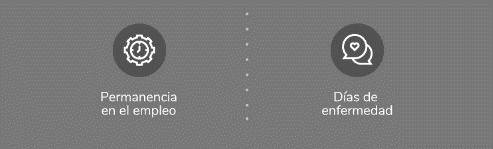 Permanencia
en el empleo
Días de
enfermedad